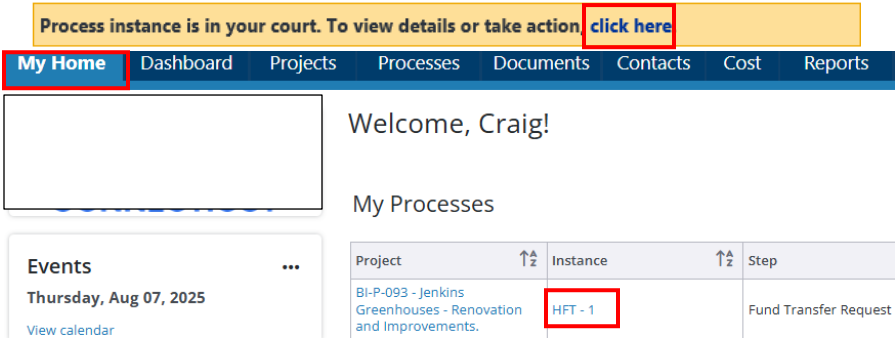 Process instance is in your court. To view details or take action, click here.
My Home Dashboard Projects Processes Documents Contacts Cost Reports
Welcome, Craig!
My Processes
Events ...
Thursday, Aug 07, 2025
View calendar
Project Instance Step
BI-P-093 - Jenkins
Greenhouses - Renovation
and Improvements.
HFT - 1
Fund Transfer Request